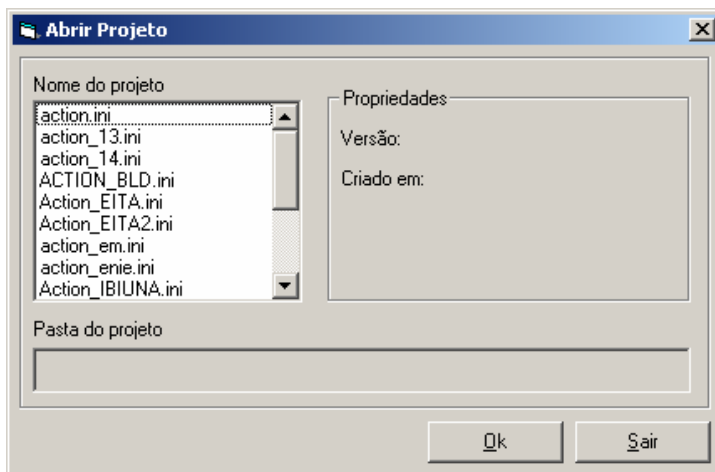 Abrir Projeto
Nome do projeto
action.ini
action_13.ini
action_14.ini
ACTION_BLD.ini
Action_EITA.ini
Action_EITA2.ini
action_em.ini
action_enie.ini
Action_IBIUNA.ini
Propriedades
Versão:
Criado em:
Pasta do projeto
Ok
Sair